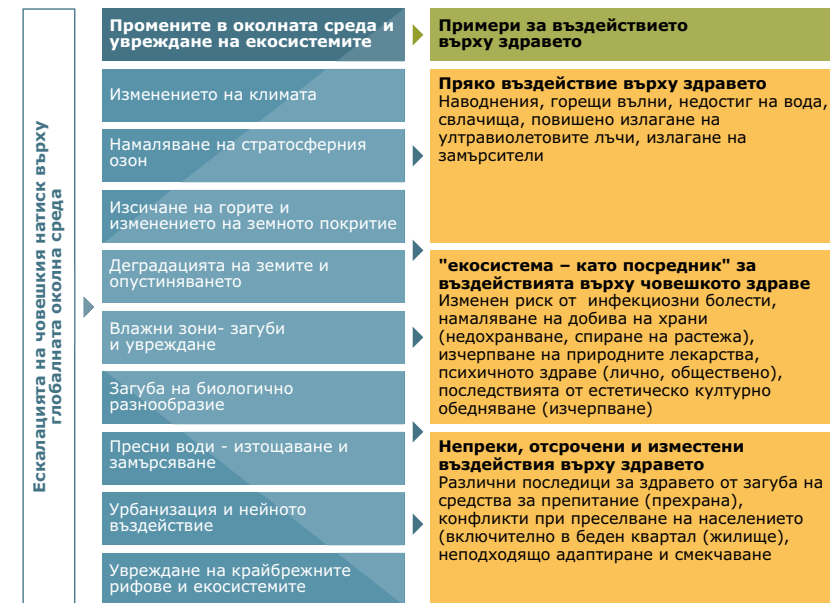 Ескалацията на човешкия натиск върху
глобалната околна среда
Промените в околната среда и
увреждане на екосистемите
Изменението на климата
Намаляване на стратосферния
озон
Изсичане на горите и
изменението на земното покритие
Деградацията на земите и
опустиняването
Влажни зони- загуби
и увреждане
Загуба на биологично
разнообразие
Пресни води - изтощаване и
замърсяване
Урбанизация и нейното
въздействие
Увреждане на крайбрежните
рифове и екосистемите
Примери за въздействието
върху здравето
Пряко въздействие върху здравето
Наводнения, горещи вълни, недостиг на вода,
свлачища, повишено излагане на
ултравиолетовите лъчи, излагане на
замърсители
"екосистема – като посредник" за
въздействията върху човешкото здраве
Изменен риск от инфекциозни болести,
намаляване на добива на храни
(недохранване, спиране на растежа),
изчерпване на природните лекарства,
психичното здраве (лично, обществено),
последствията от естетическо културно
обедняване (изчерпване)
Непреки, отсрочени и изместени
въздействия върху здравето
Различни последици за здравето от загуба на
средства за препитание (прехрана),
конфликти при преселване на населението
(включително в беден квартал (жилище),
неподходящо адаптиране и смекчаване